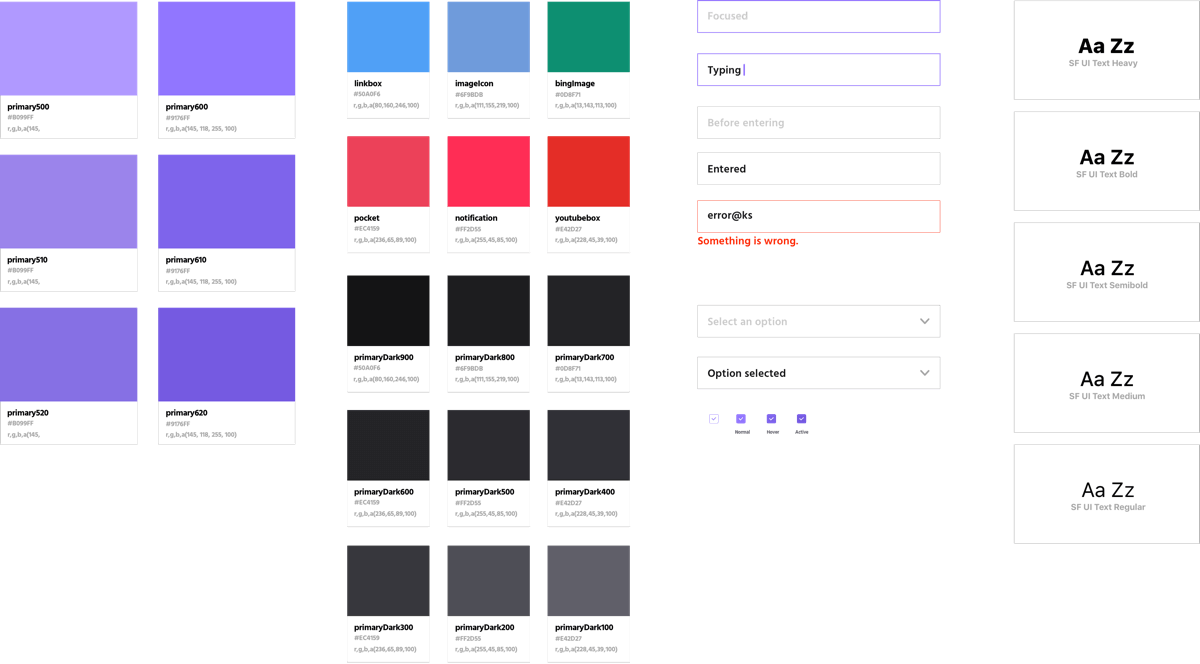 primary500
#B099FF
r,g,b,a(145,
primary600
#9176FF
r,g,b,a(145, 118, 255, 100)
primary510
#B099FF
r,g,b,a(145,
primary610
#9176FF
r,g,b,a(145, 118, 255, 100)
primary520
#B099FF
r,g,b,a(145,
primary620
#9176FF
r,g,b,a(145, 118, 255, 100)
linkbox
#50A0F6
r,g,b,a(80,160,246,100)
imageIcon
#6F9BDB
r,g,b,a(111,155,219,100)
bingImage
#0D8F71
r,g,b,a(13,143,113,100)
pocket
#EC4159
r,g,b,a(236,65,89,100)
notification
#FF2D55
r,g,b,a(255,45,85,100)
youtubebox
#E42D27
r,g,b,a(228,45,39,100)
primaryDark900
#50A0F6
r,g,b,a(80,160,246,100)
primaryDark800
#6F9BDB
r,g,b,a(111,155,219,100)
primaryDark700
#0D8F71
r,g,b,a(13,143,113,100)
primaryDark600
#EC4159
r,g,b,a(236,65,89,100)
primaryDark500
#FF2D55
r,g,b,a(255,45,85,100)
primaryDark400
#E42D27
r,g,b,a(228,45,39,100)
primaryDark300
#EC4159
r,g,b,a(236,65,89,100)
primaryDark200
#FF2D55
r,g,b,a(255,45,85,100)
primaryDark100
#E42D27
r,g,b,a(228,45,39,100)
Focused
Typing
Before entering
Entered
error@ks
Something is wrong.
Select an option
Option selected
Normal
Hover
Active
Aa Zz
SF UI Text Heavy
Aa Zz
SF UI Text Bold
Aa Zz
SF UI Text Semibold
Aa Zz
SF UI Text Medium
Aa Zz
SF UI Text Regular